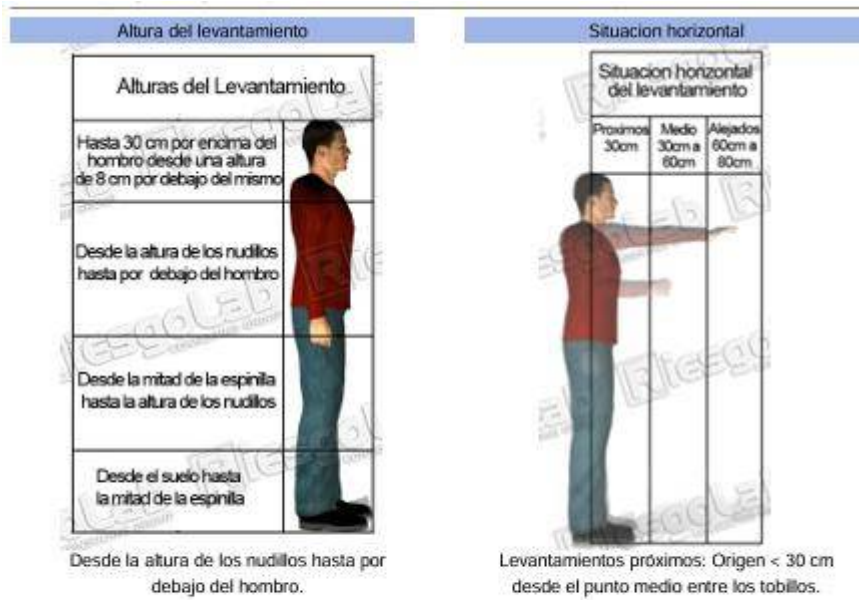 Altura del levantamiento
Alturas del Levantamiento
Hasta 30 cm por encima del
hombro desde una altura
de 8 cm por debajo del mismo
Desde la altura de los nudillos
hasta por debajo del hombro
Desde la mitad de la espinilla
hasta la altura de los nudillos
Desde el suelo hasta
la mitad de la espinilla
Desde la altura de los nudillos hasta por
debajo del hombro.
Situacion horizontal
Situacion horizontal
del levantamiento
Proximos
30cm
Medio
30cm a
60cm
Alejados
60cm a
80cm
Levantamientos próximos: Origen < 30 cm
desde el punto medio entre los tobillos.
RiesgoLab